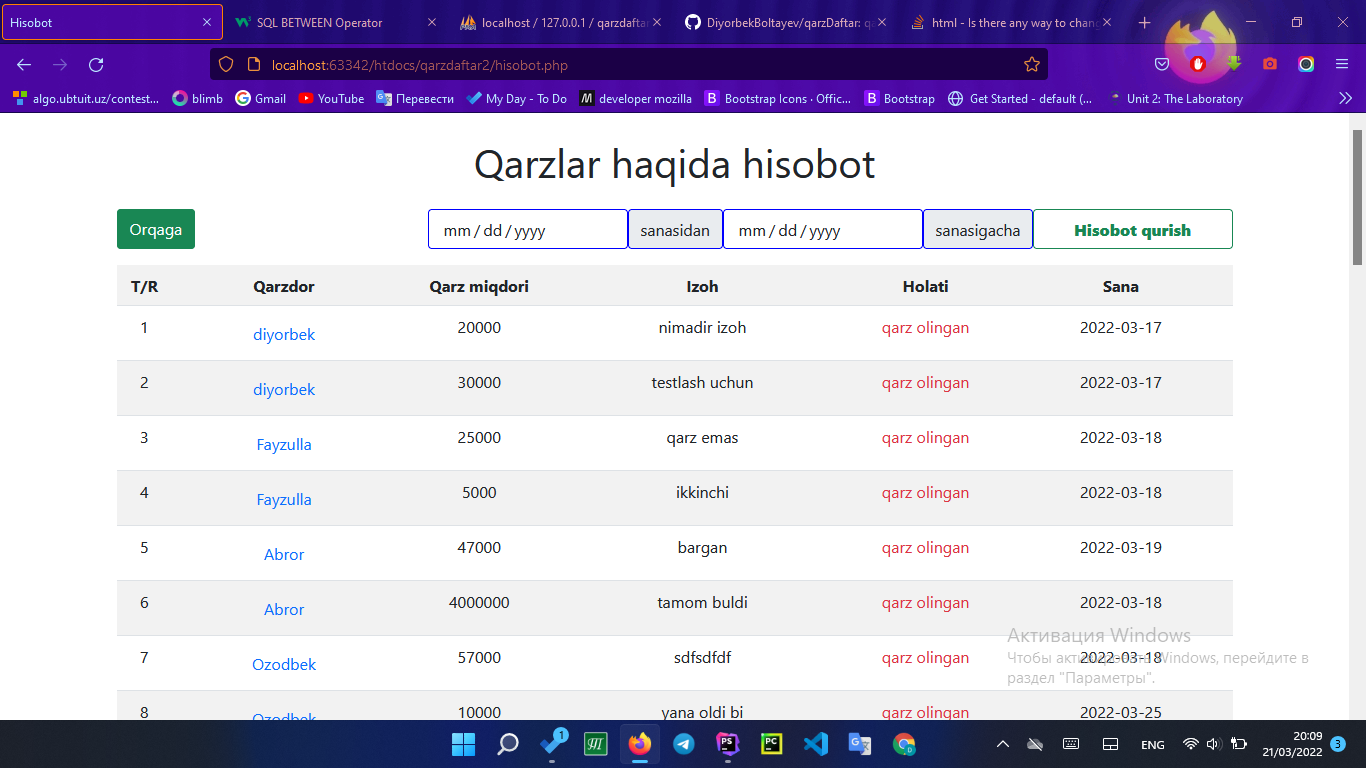 Hisobot
SQL BETWEEN Operator
localhost / 127.0.0.1 / qarzdafta
DiyorbekBoltayev/qarzDaftar: qa
html - Is there any way to chang
localhost:63342/htdocs/qarzdaftar2/hisobot.php
algo.ubtuit.uz/contest...
blimb
Gmail
YouTube
Перевести
My Day - To Do
developer mozilla
Bootstrap Icons · Offic...
Bootstrap
Get Started - default (...
Unit 2: The Laboratory
Qarzlar haqida hisobot
Orqaga
mm / dd / yyyy sanasidan mm / dd / yyyy sanasigacha Hisobot qurish
T/R Qarzdor Qarz miqdori Izoh Holati Sana
1 diyorbek 20000 nimadir izoh qarz olingan 2022-03-17
2 diyorbek 30000 testlash uchun qarz olingan 2022-03-17
3 Fayzulla 25000 qarz emas qarz olingan 2022-03-18
4 Fayzulla 5000 ikkinchi qarz olingan 2022-03-18
5 Abror 47000 bargan qarz olingan 2022-03-19
6 Abror 4000000 tamom buldi qarz olingan 2022-03-18
7 Ozodbek 57000 sdfsdfdf qarz olingan 2022-03-18
8 Ozodbek 10000 yana oldi bi qarz olingan 2022-03-25
Активация Windows
Чтобы активировать Windows, перейдите в
раздел "Параметры".
1
PS
PC
ENG
20:09
21/03/2022
3